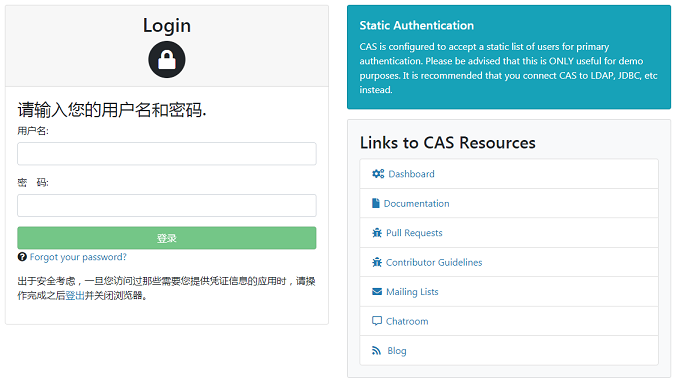 Login
请输入您的用户名和密码.
用户名:
密　码:
登录
Forgot your password?
出于安全考虑，一旦您访问过那些需要您提供凭证信息的应用时，请操
作完成之后登出并关闭浏览器。
Static Authentication
CAS is configured to accept a static list of users for primary
authentication. Please be advised that this is ONLY useful for demo
purposes. It is recommended that you connect CAS to LDAP, JDBC, etc
instead.
Links to CAS Resources
Dashboard
Documentation
Pull Requests
Contributor Guidelines
Mailing Lists
Chatroom
Blog